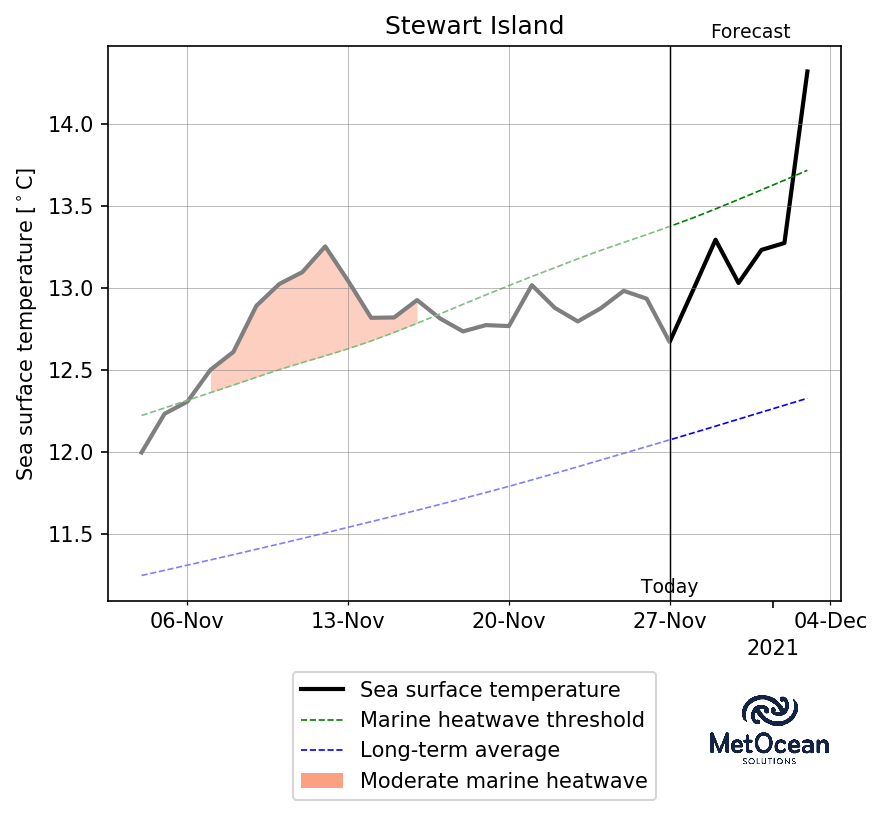 Stewart Island
Forecast
Sea surface temperature [°C]
14.0
13.5
13.0
12.5
12.0
11.5
Today
06-Nov 13-Nov 20-Nov 27-Nov 04-Dec
2021
Sea surface temperature
Marine heatwave threshold
Long-term average
Moderate marine heatwave
MetOcean
SOLUTIONS